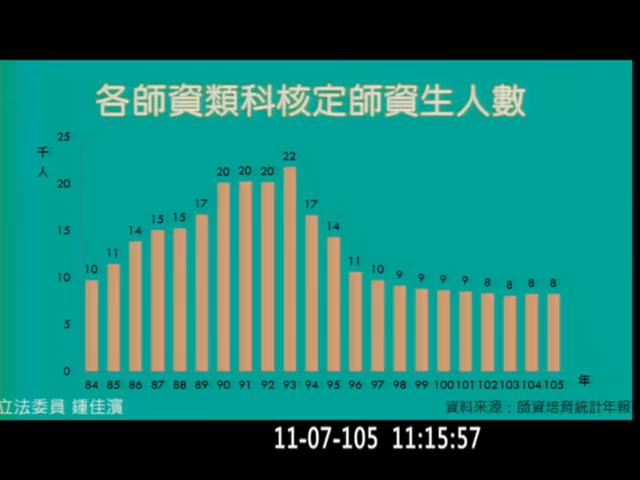 各師資類科核定師資生人數
千人
25
20
15
10
5
0
10 11 14 15 15 17 20 20 20 22 17 14 11 10 9 9 9 9 8 8 8 8
84 85 86 87 88 89 90 91 92 93 94 95 96 97 98 99 100 101 102 103 104 105 年
立法委員 鍾佳濱
資料來源：師資培育統計年報
11-07-105 11:15:57